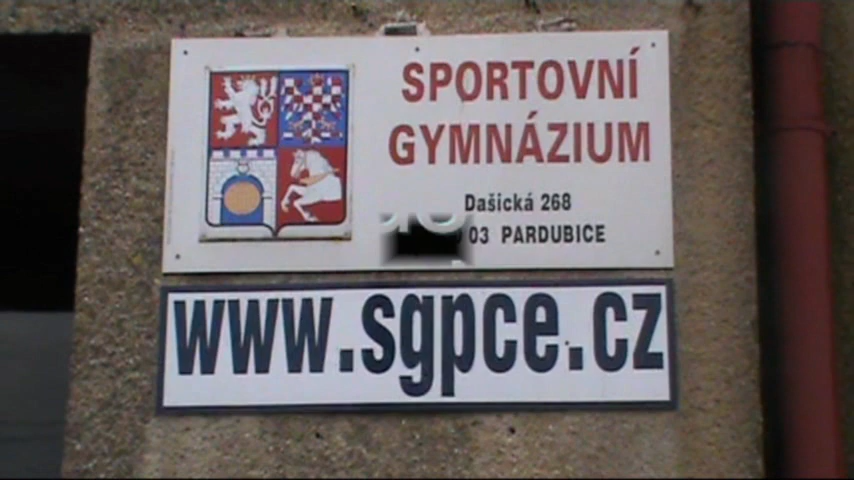 SPORTOVNÍ
GYMNÁZIUM
Dašická 268
03 PARDUBICE
www.sgpce.cz